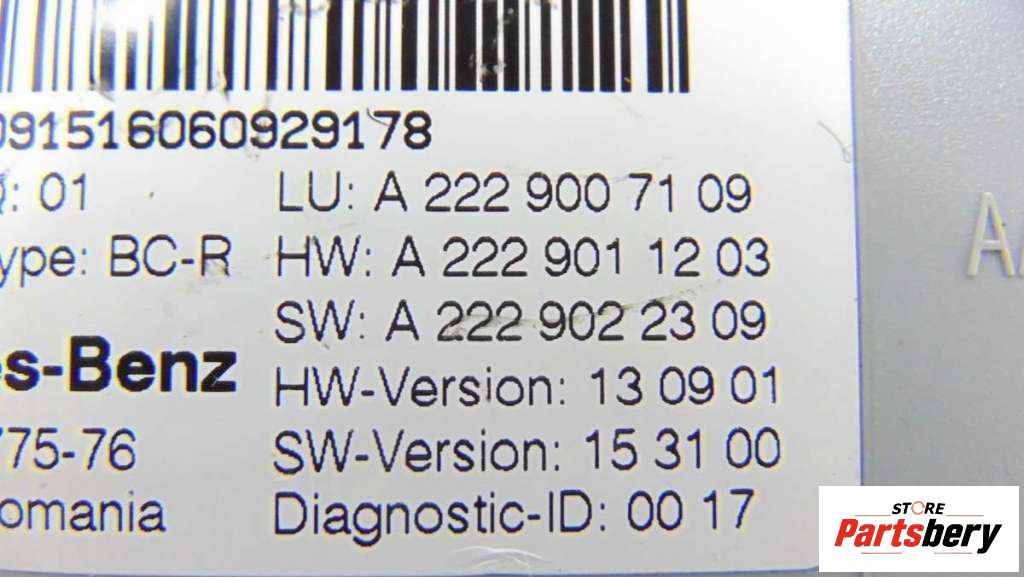 091516060929178
: 01 LU: A 222 900 71 09
ype: BC-R HW: A 222 901 12 03
SW: A 222 902 23 09
es-Benz HW-Version: 13 09 01
775-76 SW-Version: 15 31 00
omania Diagnostic-ID: 00 17
STORE
Partsbery